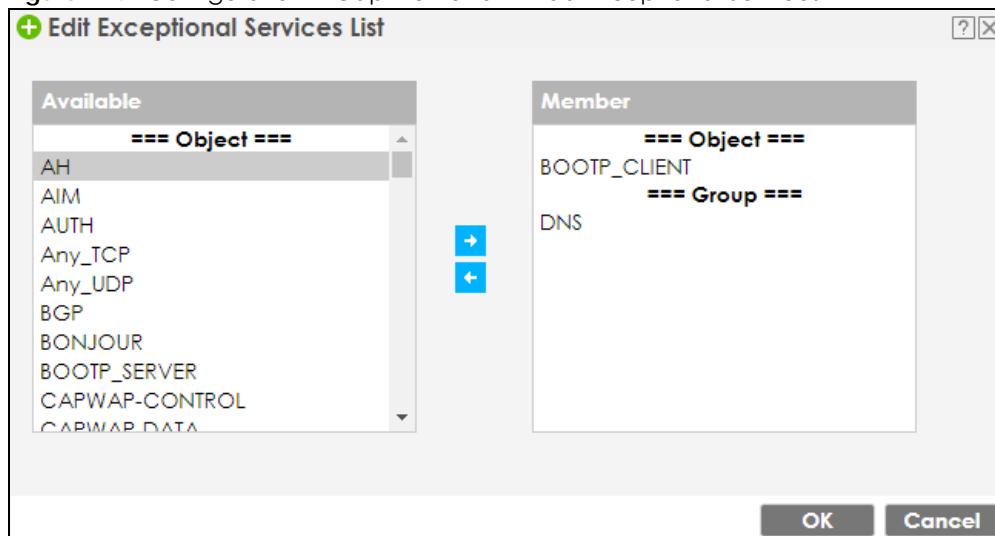 Edit Exceptional Services List
?
Available
=== Object ===
AH
AIM
AUTH
Any_TCP
Any_UDP
BGP
BONJOUR
BOOTP_SERVER
CAPWAP-CONTROL
Member
=== Object ===
BOOTP_CLIENT
=== Group ===
DNS
OK
Cancel